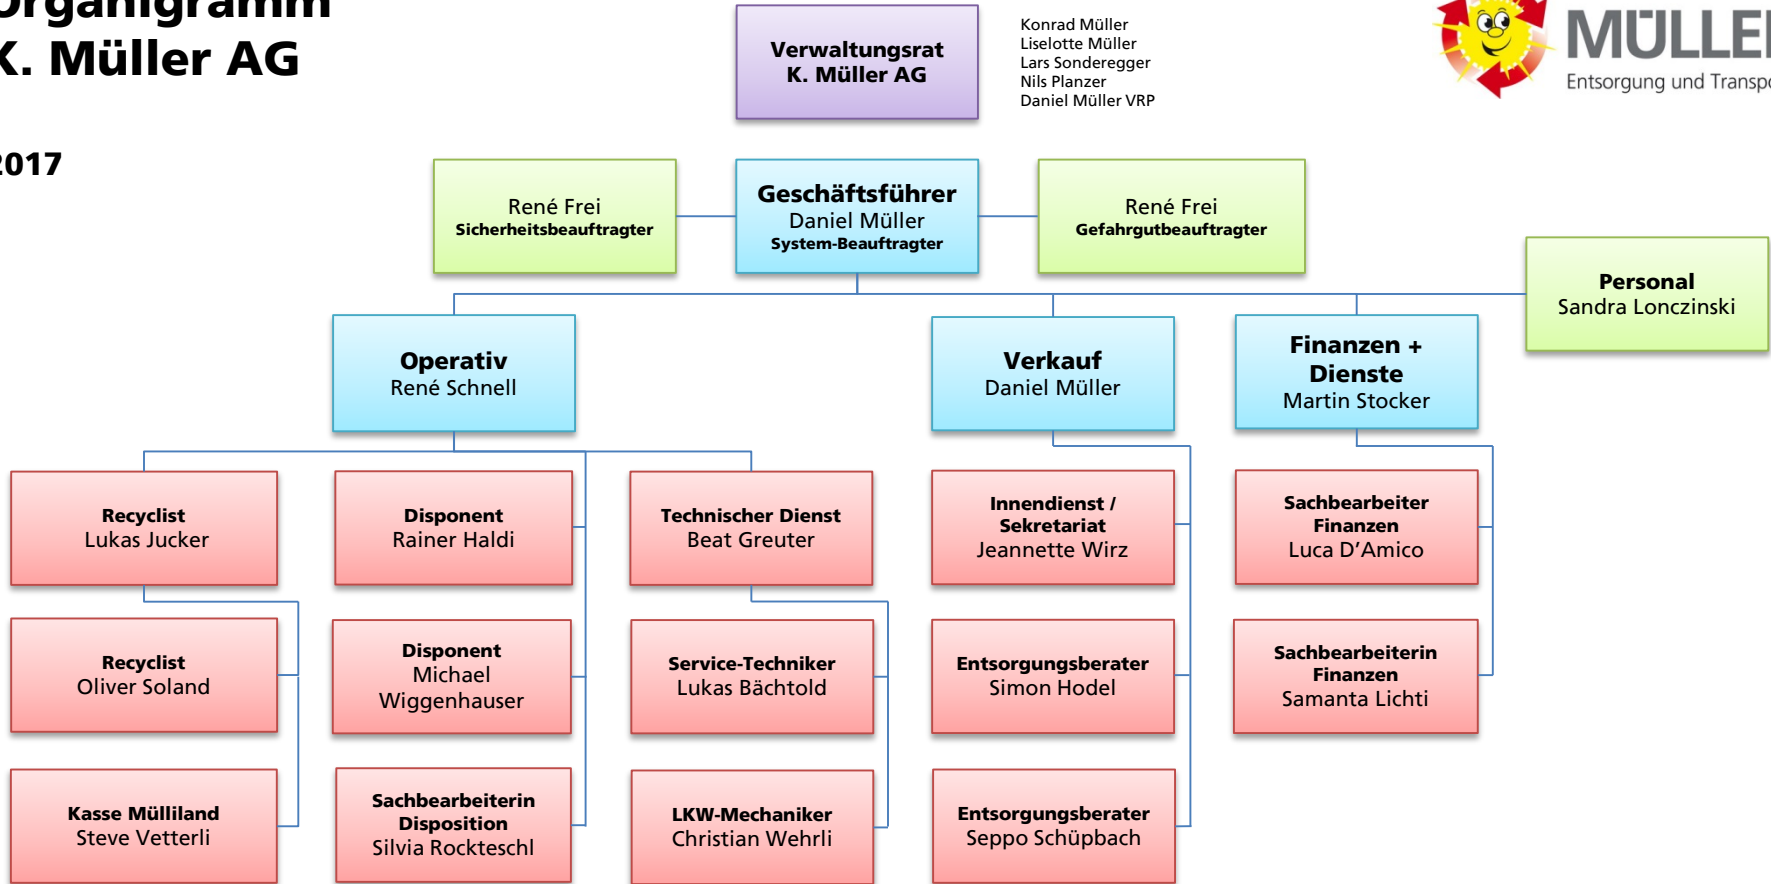 Organigramm
K. Müller AG
2017
Verwaltungsrat
K. Müller AG
Konrad Müller
Liselotte Müller
Lars Sonderegger
Nils Planzer
Daniel Müller VRP
MÜLLER
Entsorgung und Transpo
René Frei
Sicherheitsbeauftragter
Geschäftsführer
Daniel Müller
System-Beauftragter
René Frei
Gefahrgutbeauftragter
Personal
Sandra Lonczinski
Operativ
René Schnell
Verkauf
Daniel Müller
Finanzen +
Dienste
Martin Stocker
Recyclist
Lukas Jucker
Disponent
Rainer Haldi
Technischer Dienst
Beat Greuter
Innendienst /
Sekretariat
Jeannette Wirz
Sachbearbeiter
Finanzen
Luca D’Amico
Recyclist
Oliver Soland
Disponent
Michael
Wiggenhauser
Service-Techniker
Lukas Bächtold
Entsorgungsberater
Simon Hodel
Sachbearbeiterin
Finanzen
Samanta Lichti
Kasse Mülliland
Steve Vetterli
Sachbearbeiterin
Disposition
Silvia Rockteschl
LKW-Mechaniker
Christian Wehrli
Entsorgungsberater
Seppo Schüpbach